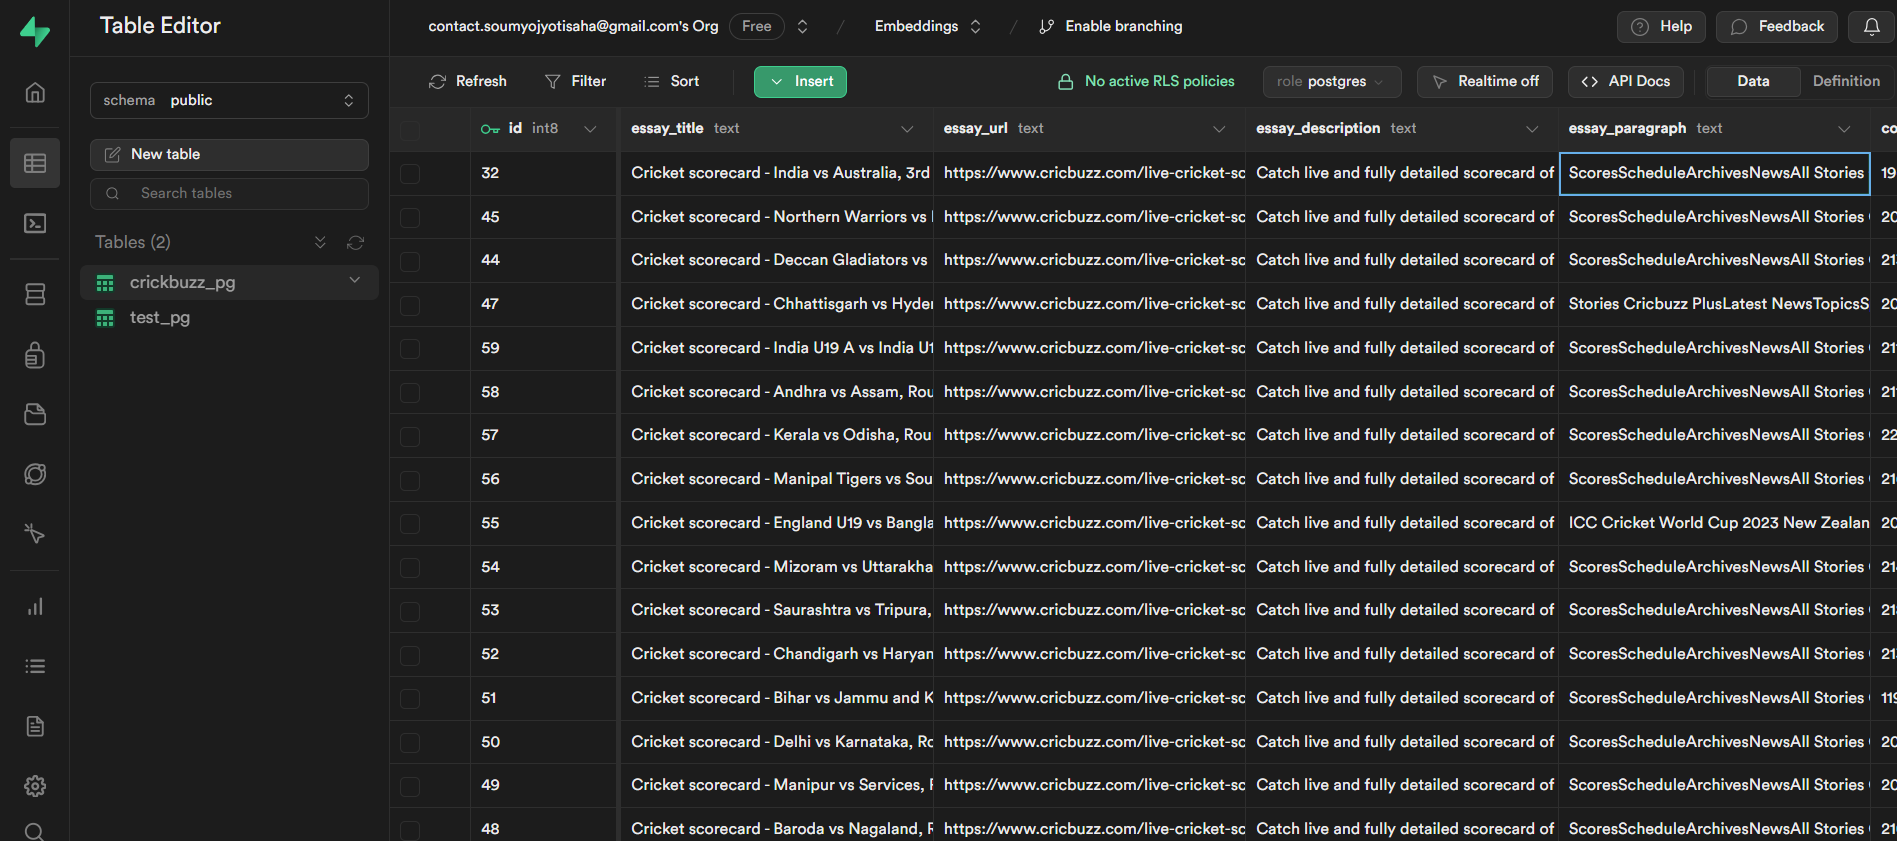 Table Editor
contact.soumyojyotisaha@gmail.com's Org Free / Embeddings / Enable branching Help Feedback
schema public
Refresh Filter Sort Insert No active RLS policies role postgres Realtime off API Docs Data Definition
New table
Search tables
Tables (2)
crickbuzz_pg
test_pg
id int8 essay_title text essay_url text essay_description text essay_paragraph text co
32 Cricket scorecard - India vs Australia, 3rd https://www.cricbuzz.com/live-cricket-sc Catch live and fully detailed scorecard of ScoresScheduleArchivesNewsAll Stories 19
45 Cricket scorecard - Northern Warriors vs https://www.cricbuzz.com/live-cricket-sc Catch live and fully detailed scorecard of ScoresScheduleArchivesNewsAll Stories 20
44 Cricket scorecard - Deccan Gladiators vs https://www.cricbuzz.com/live-cricket-sc Catch live and fully detailed scorecard of ScoresScheduleArchivesNewsAll Stories 21
47 Cricket scorecard - Chhattisgarh vs Hyder https://www.cricbuzz.com/live-cricket-sc Catch live and fully detailed scorecard of Stories Cricbuzz PlusLatest NewsTopicsS 20
59 Cricket scorecard - India U19 A vs India U1 https://www.cricbuzz.com/live-cricket-sc Catch live and fully detailed scorecard of ScoresScheduleArchivesNewsAll Stories 21
58 Cricket scorecard - Andhra vs Assam, Rou https://www.cricbuzz.com/live-cricket-sc Catch live and fully detailed scorecard of ScoresScheduleArchivesNewsAll Stories 21
57 Cricket scorecard - Kerala vs Odisha, Rou https://www.cricbuzz.com/live-cricket-sc Catch live and fully detailed scorecard of ScoresScheduleArchivesNewsAll Stories 22
56 Cricket scorecard - Manipal Tigers vs Sou https://www.cricbuzz.com/live-cricket-sc Catch live and fully detailed scorecard of ScoresScheduleArchivesNewsAll Stories 21
55 Cricket scorecard - England U19 vs Bangla https://www.cricbuzz.com/live-cricket-sc Catch live and fully detailed scorecard of ICC Cricket World Cup 2023 New Zealan 20
54 Cricket scorecard - Mizoram vs Uttarakha https://www.cricbuzz.com/live-cricket-sc Catch live and fully detailed scorecard of ScoresScheduleArchivesNewsAll Stories 21
53 Cricket scorecard - Saurashtra vs Tripura, https://www.cricbuzz.com/live-cricket-sc Catch live and fully detailed scorecard of ScoresScheduleArchivesNewsAll Stories 21
52 Cricket scorecard - Chandigarh vs Haryan https://www.cricbuzz.com/live-cricket-sc Catch live and fully detailed scorecard of ScoresScheduleArchivesNewsAll Stories 21
51 Cricket scorecard - Bihar vs Jammu and K https://www.cricbuzz.com/live-cricket-sc Catch live and fully detailed scorecard of ScoresScheduleArchivesNewsAll Stories 119
50 Cricket scorecard - Delhi vs Karnataka, Ro https://www.cricbuzz.com/live-cricket-sc Catch live and fully detailed scorecard of ScoresScheduleArchivesNewsAll Stories 20
49 Cricket scorecard - Manipur vs Services, https://www.cricbuzz.com/live-cricket-sc Catch live and fully detailed scorecard of ScoresScheduleArchivesNewsAll Stories 20
48 Cricket scorecard - Baroda vs Nagaland, https://www.cricbuzz.com/live-cricket-sc Catch live and fully detailed scorecard of ScoresScheduleArchivesNewsAll Stories 21